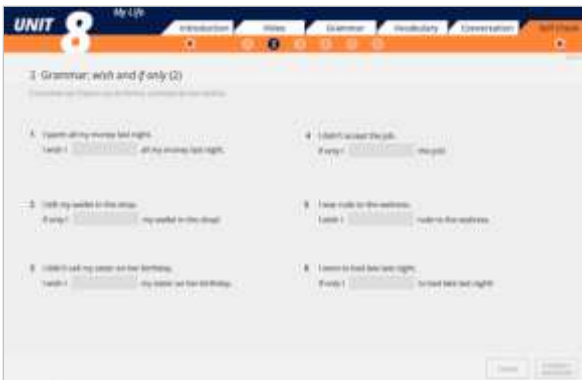 UNIT 8
My Life
Introduction
Video
Grammar
Vocabulary
Conversation
Self Check
2
2 Grammar: wish and if only (2)
1 I spent all my money last night.
I wish I all my money last night.
2 I left my wallet in the shop.
If only I my wallet in the shop!
3 I didn't call my sister on her birthday.
I wish I my sister on her birthday.
4 I didn't accept the job.
If only I the job!
5 I was rude to the waitress.
I wish I rude to the waitress.
6 I went to bed late last night.
If only I to bed late last night!